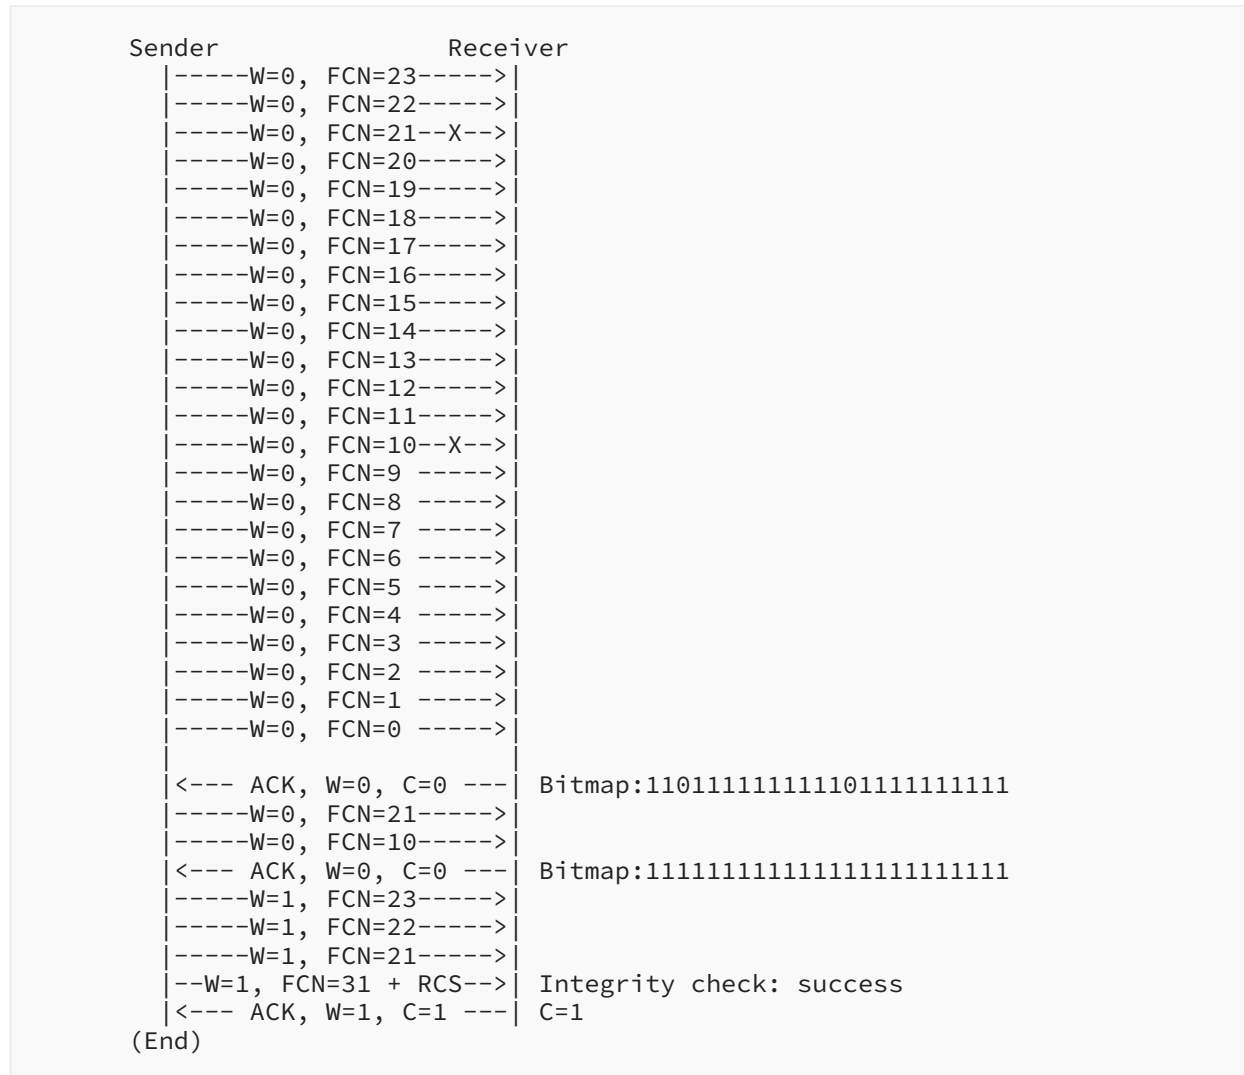 Sender                   Receiver
  |-----W=0, FCN=23----->|
  |-----W=0, FCN=22----->|
  |-----W=0, FCN=21--X-->|
  |-----W=0, FCN=20----->|
  |-----W=0, FCN=19----->|
  |-----W=0, FCN=18----->|
  |-----W=0, FCN=17----->|
  |-----W=0, FCN=16----->|
  |-----W=0, FCN=15----->|
  |-----W=0, FCN=14----->|
  |-----W=0, FCN=13----->|
  |-----W=0, FCN=12----->|
  |-----W=0, FCN=11----->|
  |-----W=0, FCN=10--X-->|
  |-----W=0, FCN=9 ----->|
  |-----W=0, FCN=8 ----->|
  |-----W=0, FCN=7 ----->|
  |-----W=0, FCN=6 ----->|
  |-----W=0, FCN=5 ----->|
  |-----W=0, FCN=4 ----->|
  |-----W=0, FCN=3 ----->|
  |-----W=0, FCN=2 ----->|
  |-----W=0, FCN=1 ----->|
  |-----W=0, FCN=0 ----->|
  |                      |
  |<--- ACK, W=0, C=0 ---| Bitmap:110111111111101111111111
  |-----W=0, FCN=21----->|
  |-----W=0, FCN=10----->|
  |<--- ACK, W=0, C=0 ---| Bitmap:111111111111111111111111
  |-----W=1, FCN=23----->|
  |-----W=1, FCN=22----->|
  |-----W=1, FCN=21----->|
  |--W=1, FCN=31 + RCS-->| Integrity check: success
  |<--- ACK, W=1, C=1 ---| C=1
(End)